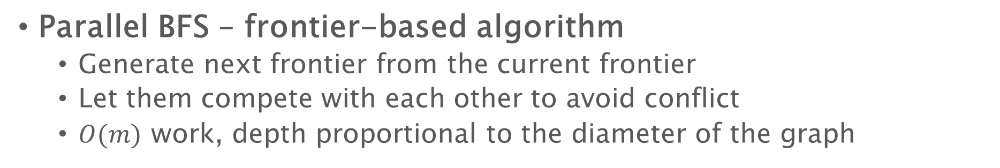 • Parallel BFS – frontier-based algorithm
• Generate next frontier from the current frontier
• Let them compete with each other to avoid conflict
• O(m) work, depth proportional to the diameter of the graph